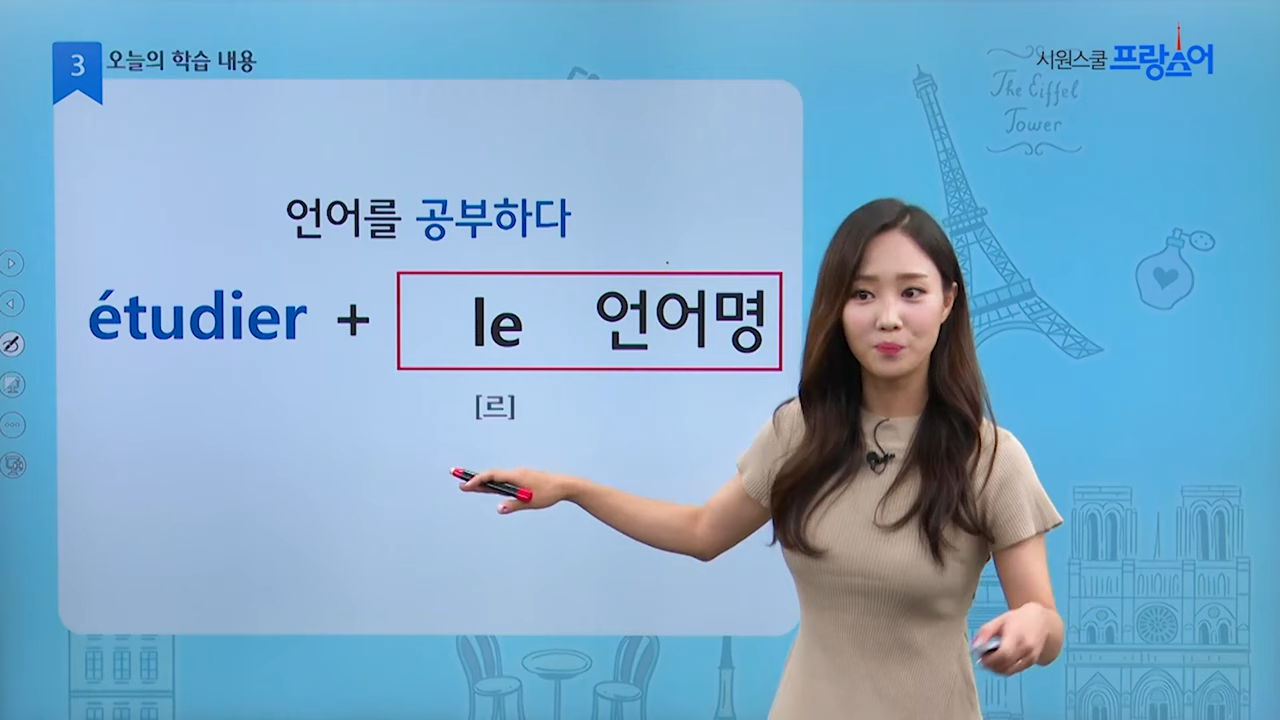 3 오늘의 학습 내용
시원스쿨 프랑스어
The Eiffel
Tower
언어를 공부하다
étudier + le 언어명
[르]